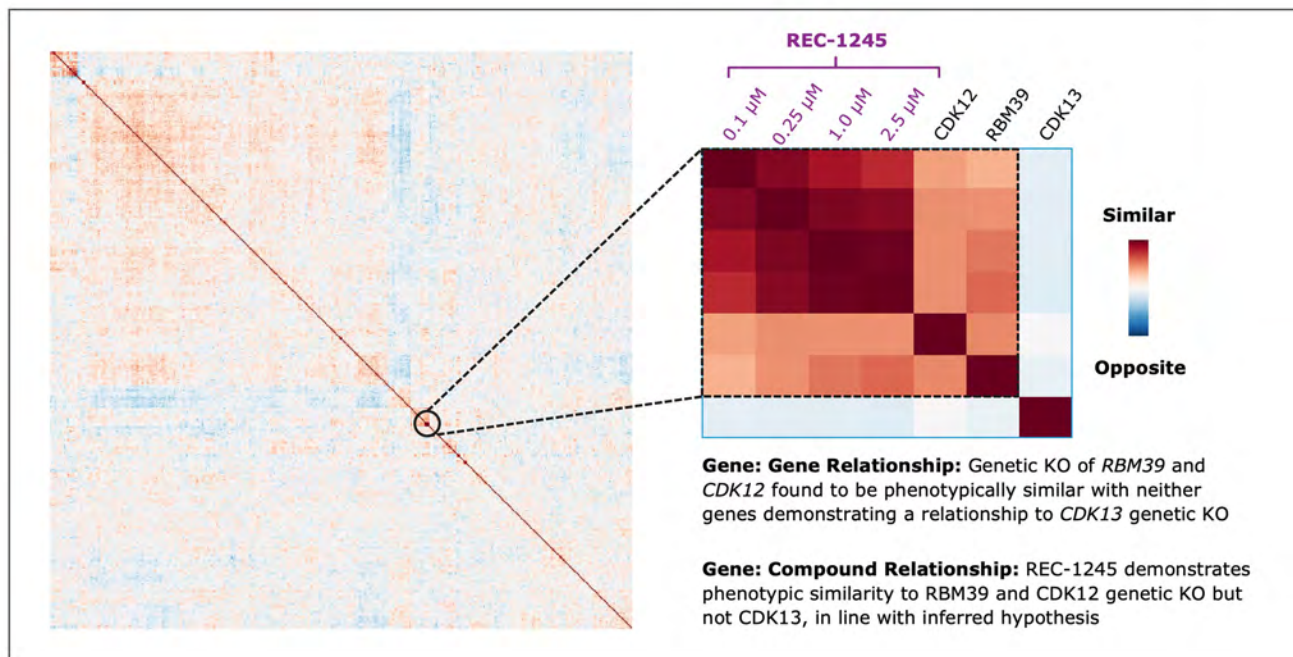 REC-1245
0.1 µM
0.25 µM
1.0 µM
2.5 µM
CDK12
RBM39
CDK13
Similar
Opposite
Gene: Gene Relationship: Genetic KO of RBM39 and
CDK12 found to be phenotypically similar with neither
genes demonstrating a relationship to CDK13 genetic KO
Gene: Compound Relationship: REC-1245 demonstrates
phenotypic similarity to RBM39 and CDK12 genetic KO but
not CDK13, in line with inferred hypothesis